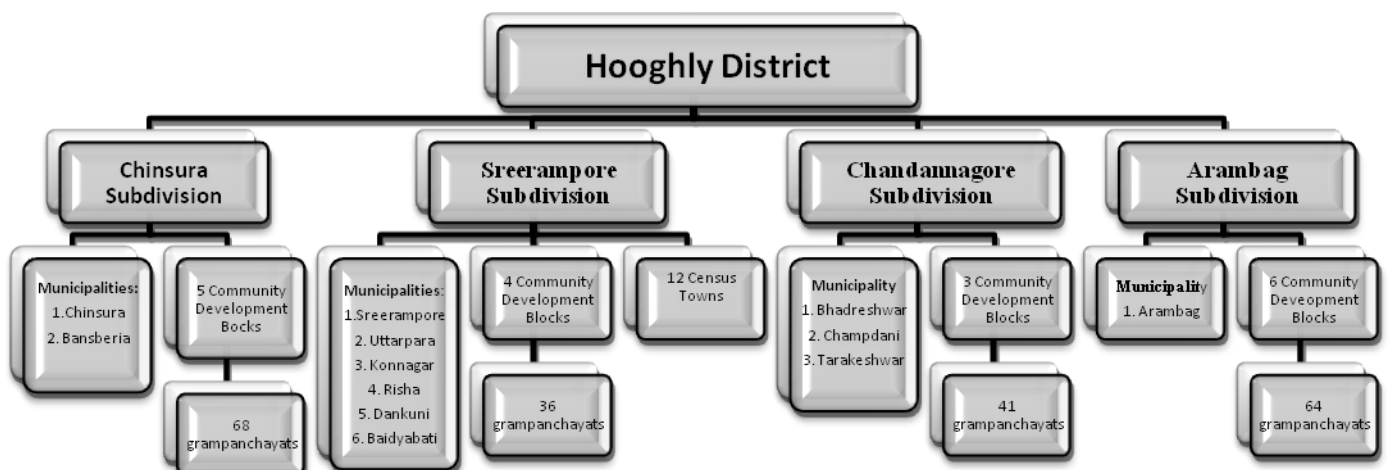 Hooghly District
Chinsura
Subdivision
Sreerampore
Subdivision
Chandannagore
Subdivision
Arambag
Subdivision
Municipalities:
1.Chinsura
2. Bansberia
5 Community
Development
Bocks
68
grampanchayats
Municipalities:
1.Sreerampore
2. Uttarpara
3. Konnagar
4. Risha
5. Dankuni
6. Baidyabati
4 Community
Development
Blocks
36
grampanchayats
12 Census
Towns
Municipality
1. Bhadreshwar
2. Champdani
3. Tarakeshwar
3 Community
Development
Blocks
41
grampanchayats
Municipality
1. Arambag
6 Community
Deveopment
Blocks
64
grampanchayats